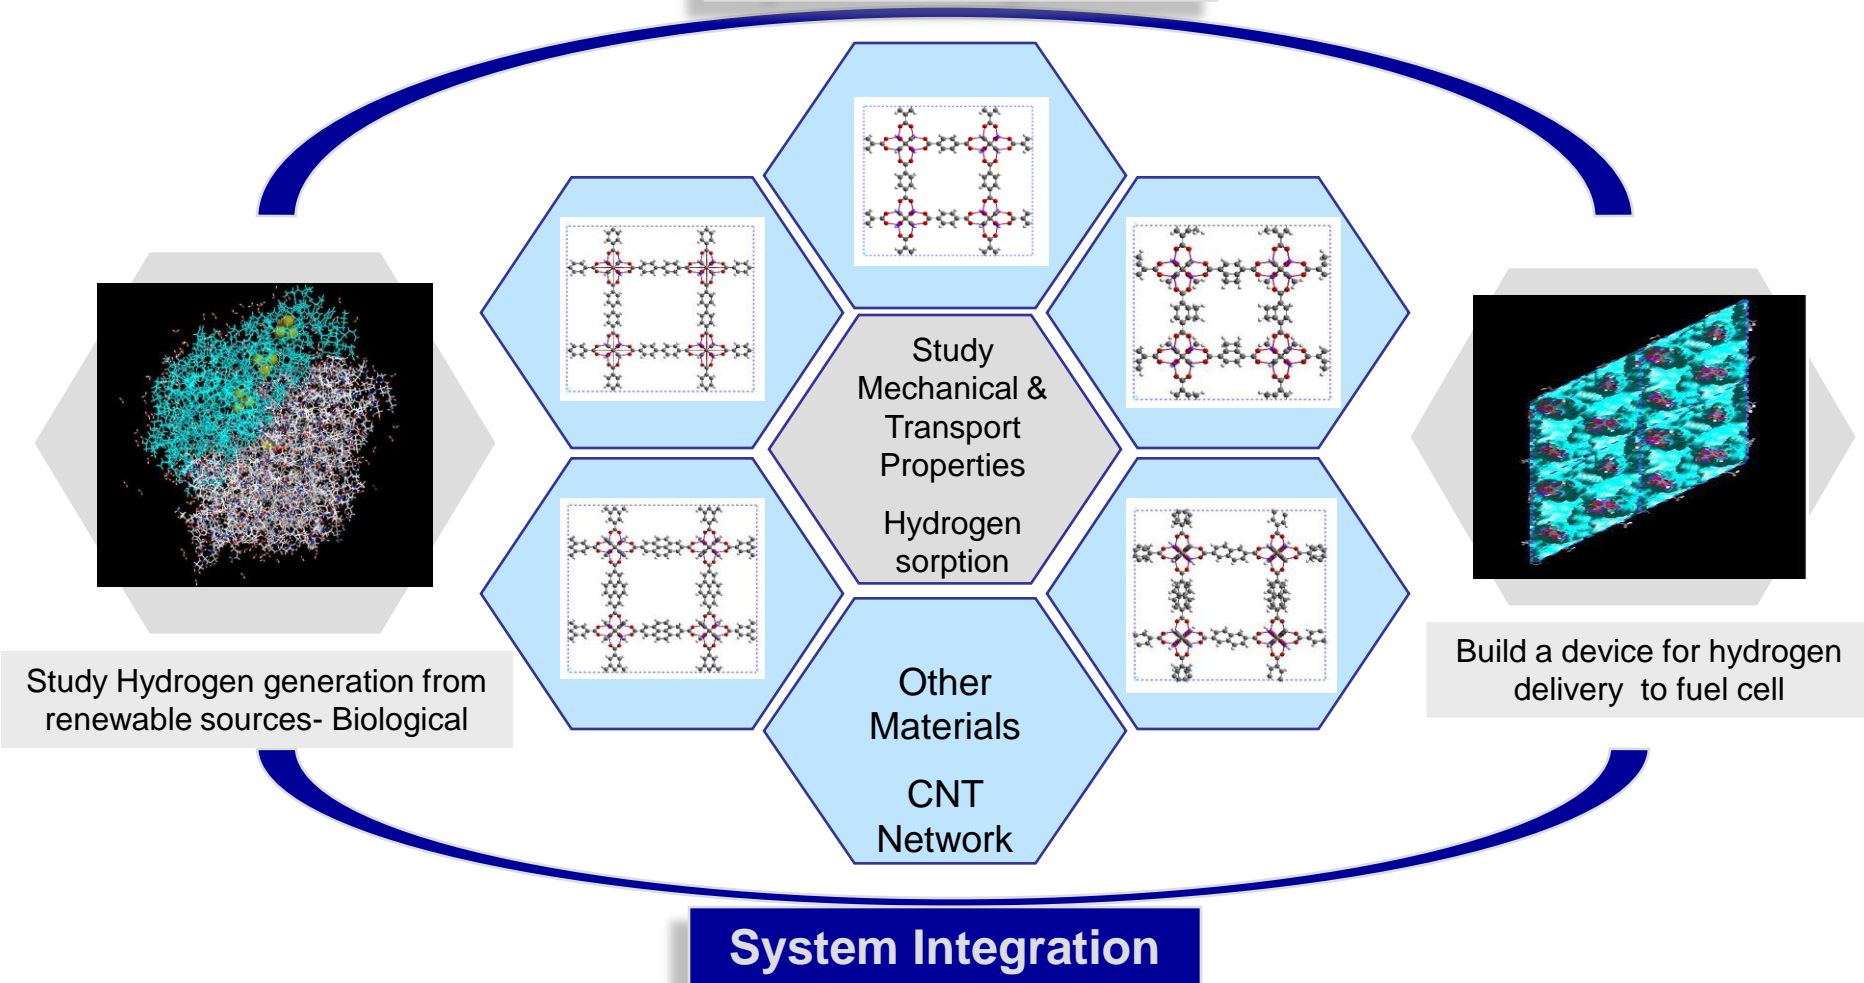 Study
Mechanical &
Transport
Properties
Hydrogen
sorption
Study Hydrogen generation from
renewable sources- Biological
Build a device for hydrogen
delivery  to fuel cell
Other
Materials
CNT
Network
System Integration